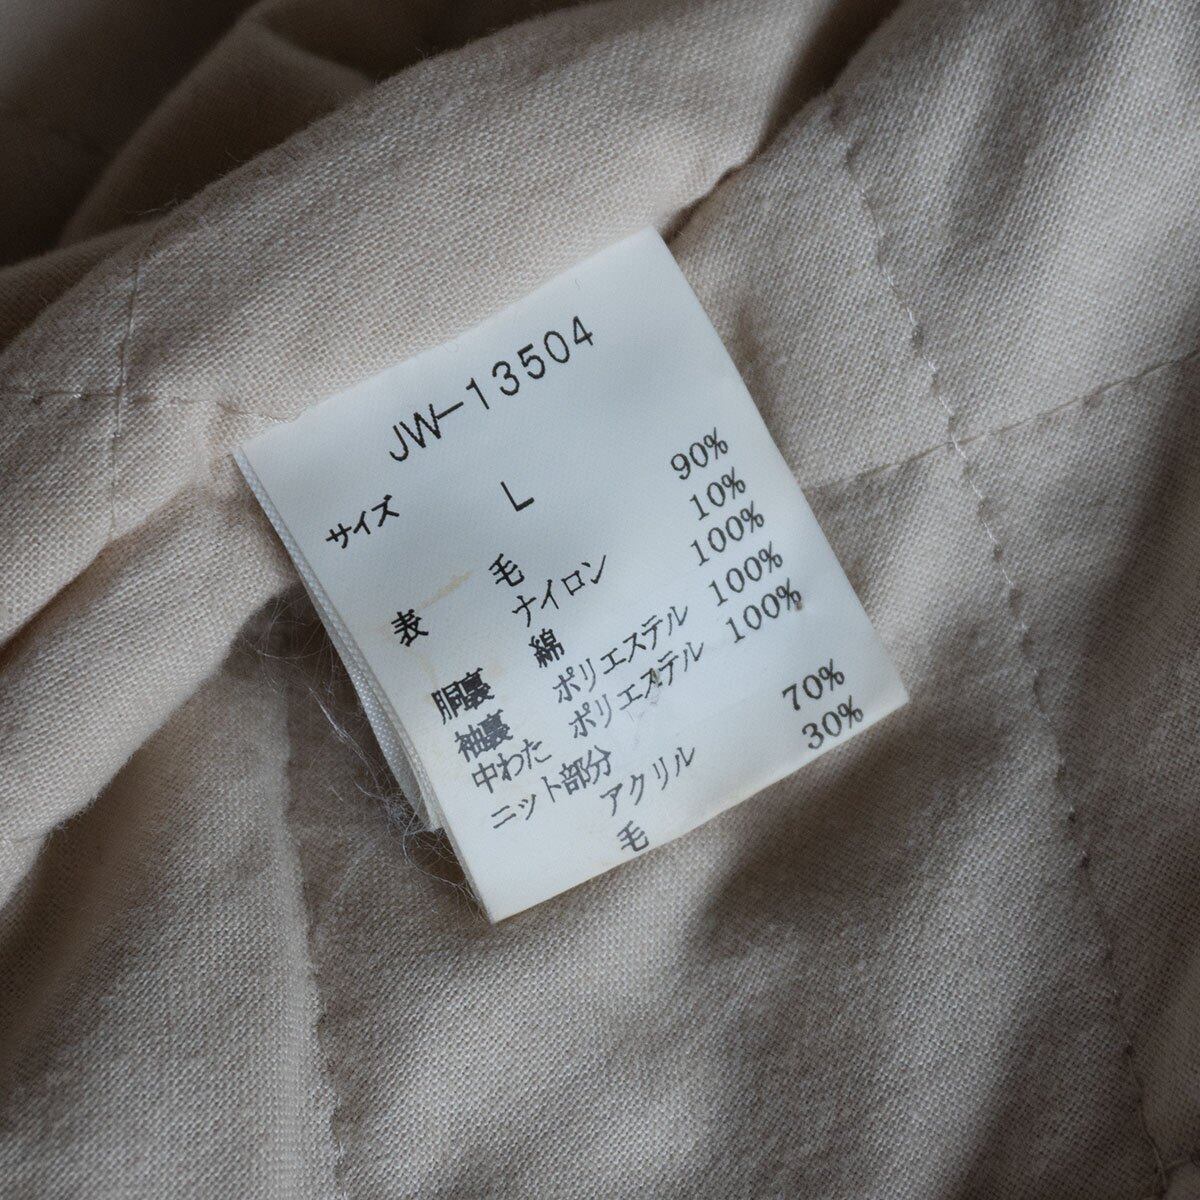 JW-13504
サイズ L
表 毛 90%
ナイロン 10%
胴裏 綿 100%
袖裏 ポリエステル 100%
中わた ポリエステル 100%
ニット部分
アクリル 70%
毛 30%